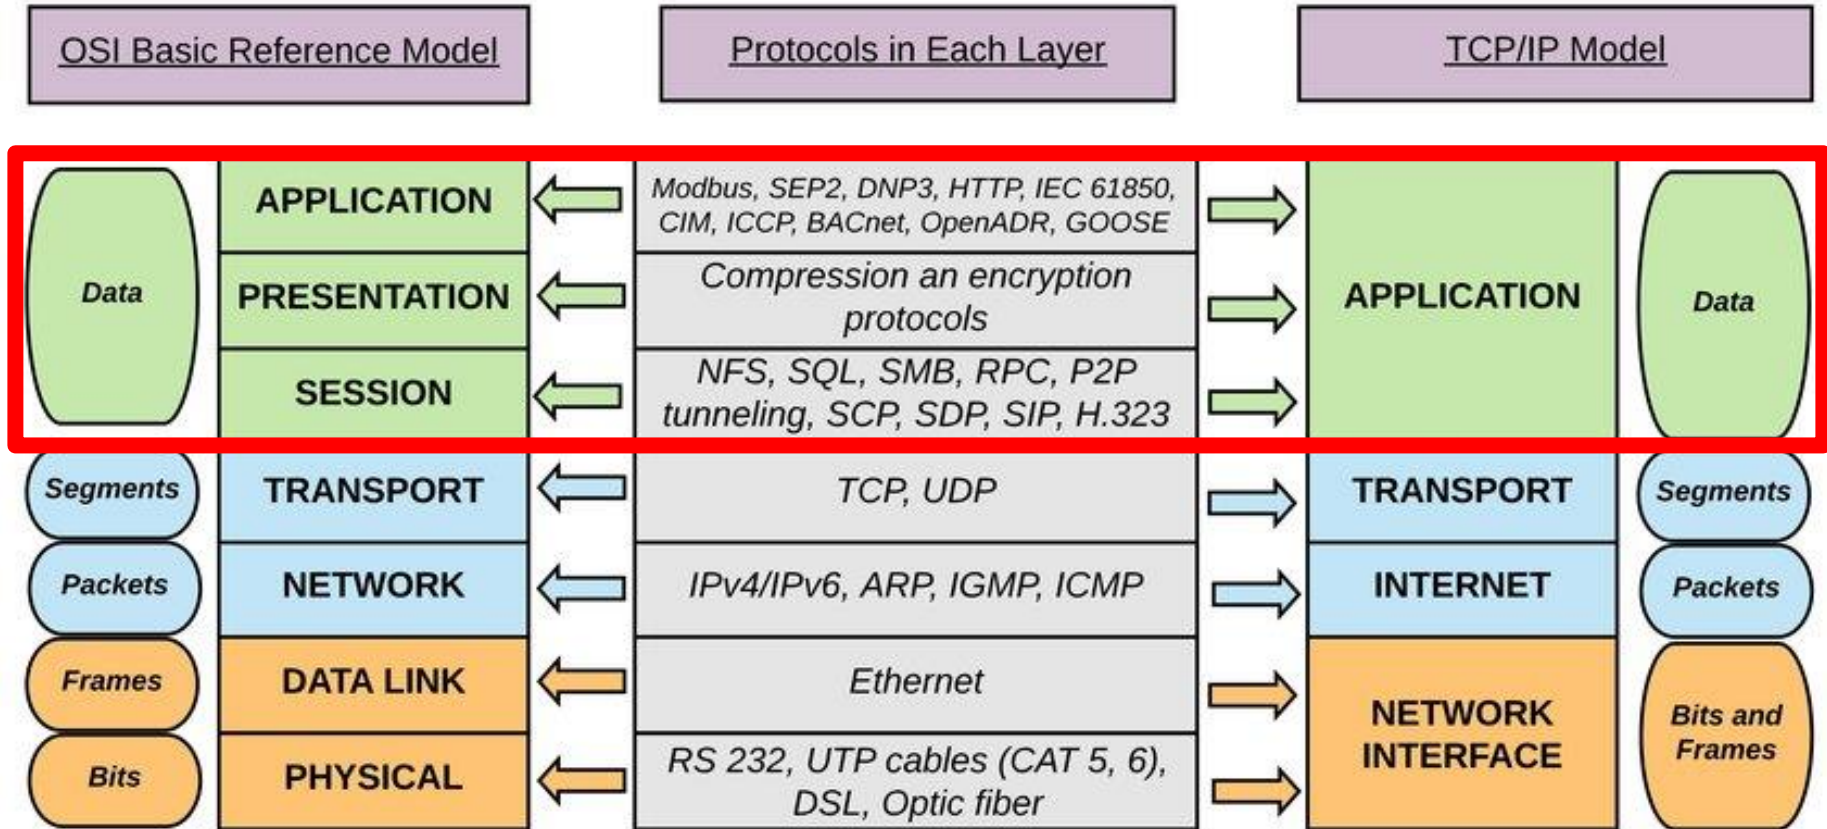 OSI Basic Reference Model
Protocols in Each Layer
TCP/IP Model
Data
APPLICATION
Modbus, SEP2, DNP3, HTTP, IEC 61850,
CIM, ICCP, BACnet, OpenADR, GOOSE
PRESENTATION
Compression an encryption
protocols
SESSION
NFS, SQL, SMB, RPC, P2P
tunneling, SCP, SDP, SIP, H.323
APPLICATION
Data
Segments
TRANSPORT
TCP, UDP
TRANSPORT
Segments
Packets
NETWORK
IPv4/IPv6, ARP, IGMP, ICMP
INTERNET
Packets
Frames
DATA LINK
Ethernet
Bits
PHYSICAL
RS 232, UTP cables (CAT 5, 6),
DSL, Optic fiber
NETWORK
INTERFACE
Bits and
Frames